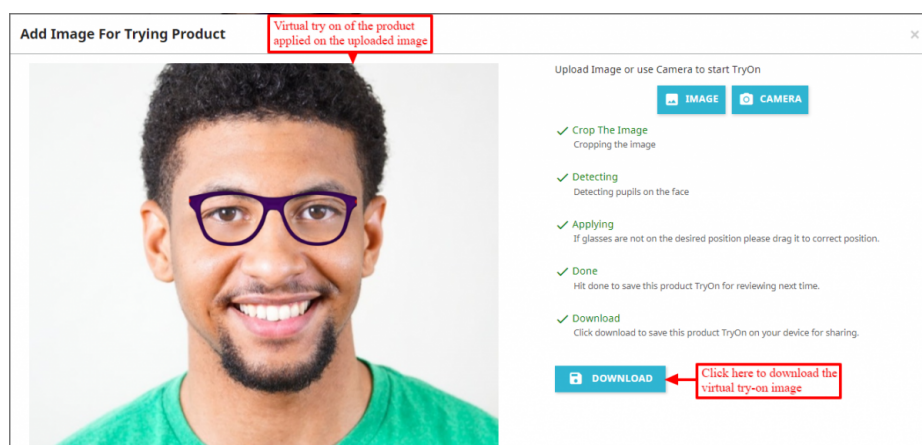 Add Image For Trying Product
Virtual try on of the product
applied on the uploaded image
×
Upload Image or use Camera to start TryOn
IMAGE
CAMERA
Crop The Image
Cropping the image
Detecting
Detecting pupils on the face
Applying
If glasses are not on the desired position please drag it to correct position.
Done
Hit done to save this product TryOn for reviewing next time.
Download
Click download to save this product TryOn on your device for sharing.
DOWNLOAD
Click here to download the
virtual try-on image